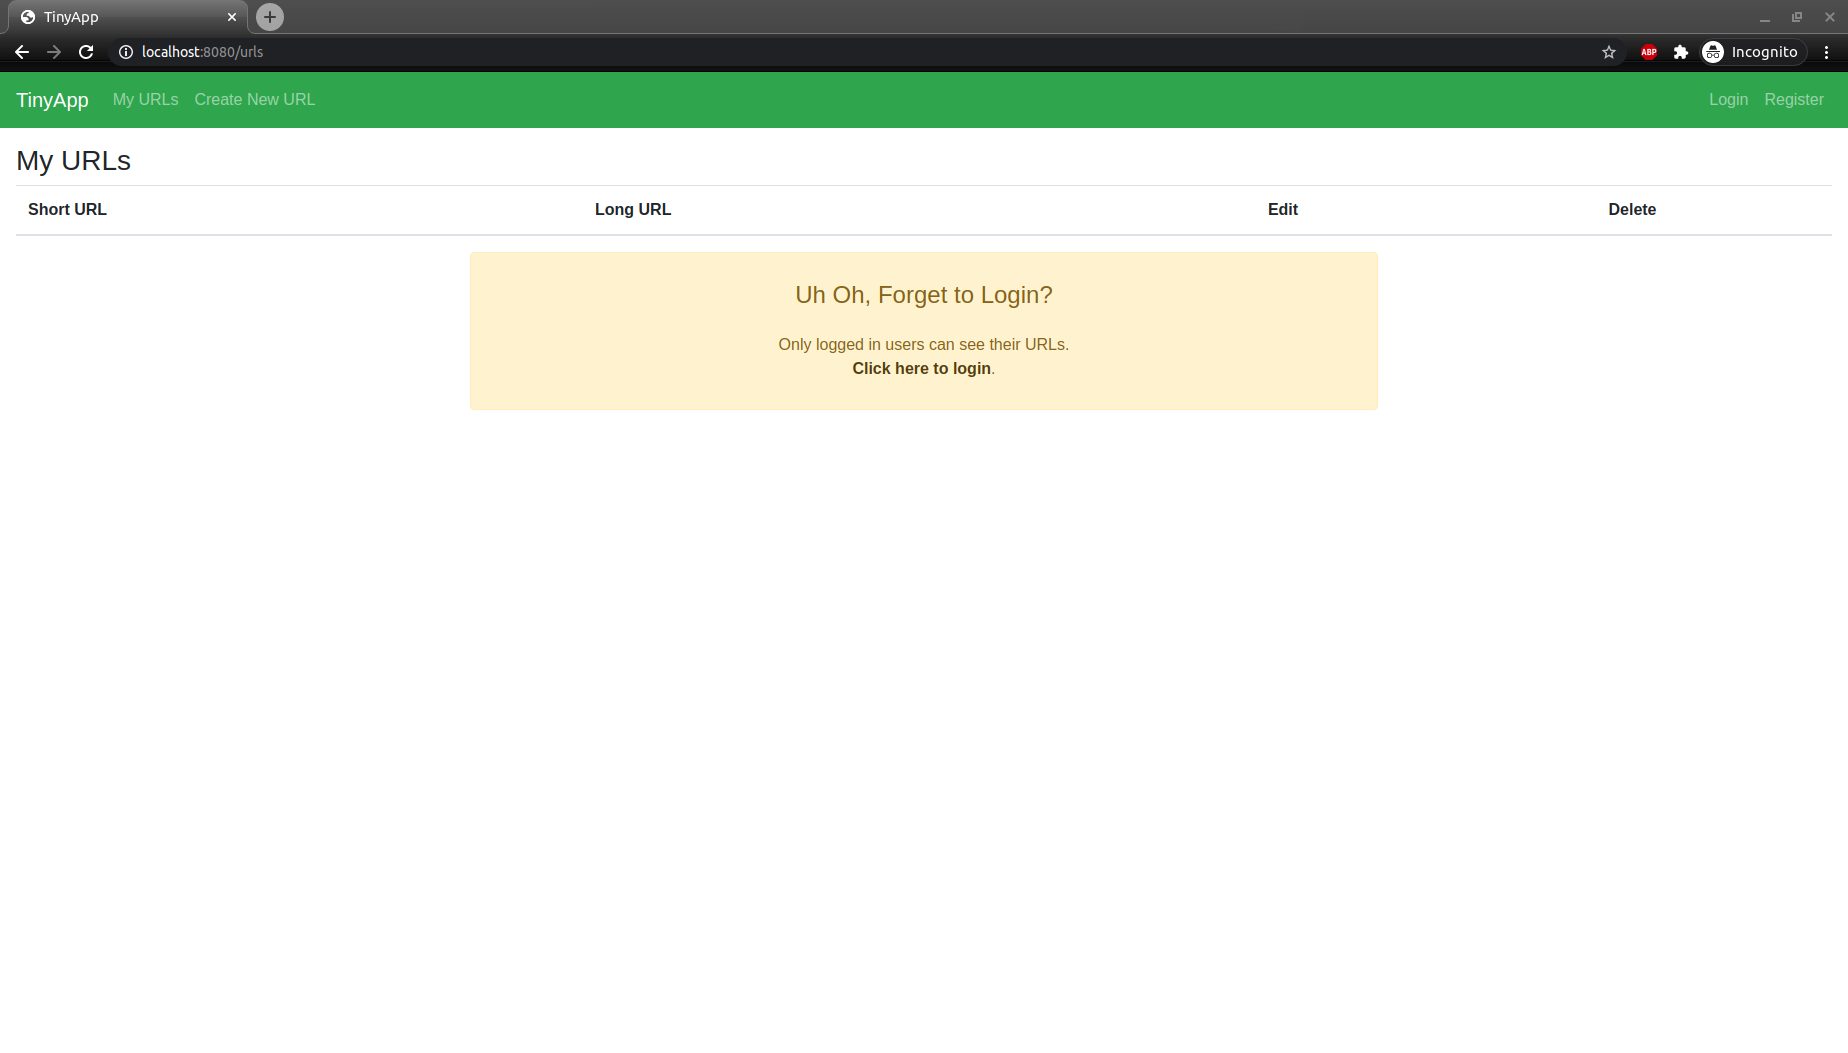 TinyApp
localhost:8080/urls
ABP
Incognito
TinyApp My URLs Create New URL Login Register
My URLs
Short URL Long URL Edit Delete
Uh Oh, Forget to Login?
Only logged in users can see their URLs.
Click here to login.